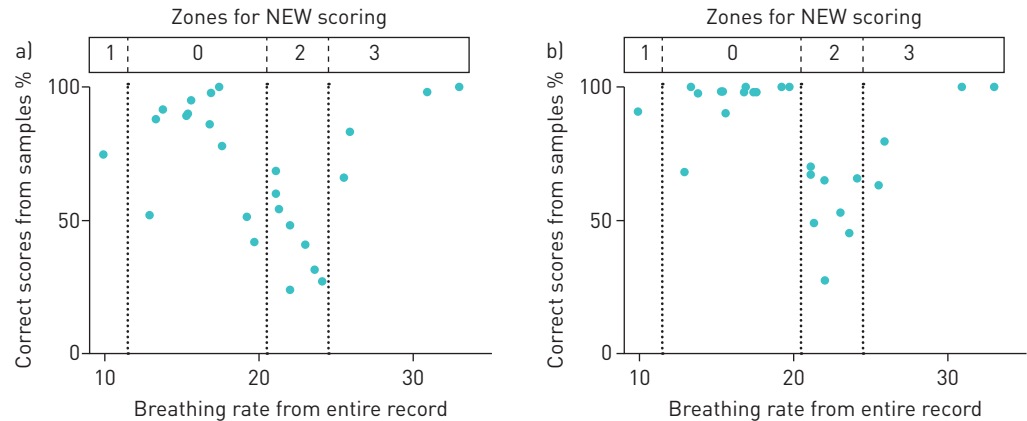 Zones for NEW scoring
a)
1 0 2 3
100
50
0
Correct scores from samples %
10 20 30
Breathing rate from entire record
Zones for NEW scoring
b)
1 0 2 3
100
50
0
Correct scores from samples %
10 20 30
Breathing rate from entire record